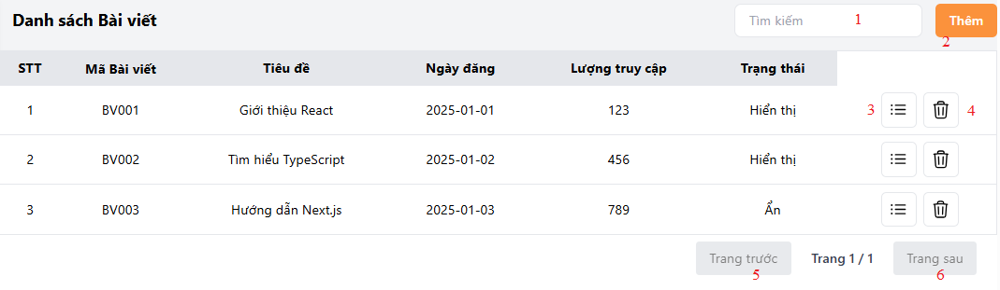 Danh sách Bài viết Tìm kiếm 1 Thêm
2
STT Mã Bài viết Tiêu đề Ngày đăng Lượng truy cập Trạng thái
1 BV001 Giới thiệu React 2025-01-01 123 Hiển thị 3 4
2 BV002 Tìm hiểu TypeScript 2025-01-02 456 Hiển thị
3 BV003 Hướng dẫn Next.js 2025-01-03 789 Ẩn
Trang trước Trang 1 / 1 Trang sau
5 6